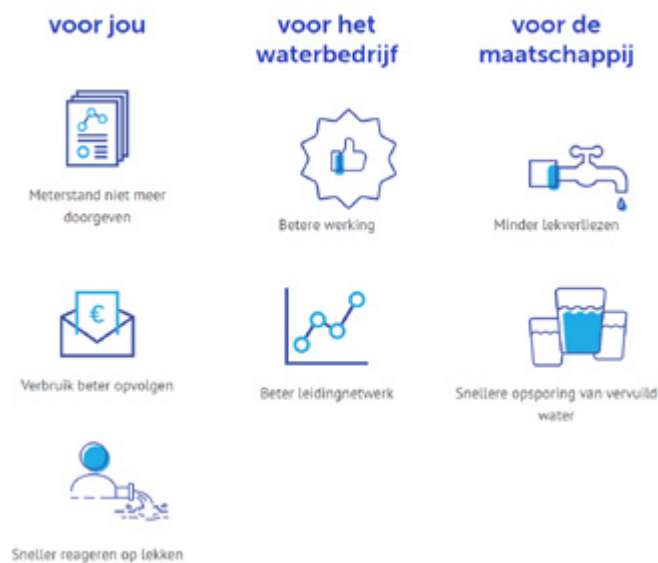 voor jou
Meterstand niet meer
doorgeven
€
Verbruik beter opvolgen
Sneller reageren op lekken
voor het
waterbedrijf
Betere werking
Beter leidingnetwerk
voor de
maatschappij
Minder lekverliezen
Snellere opsporing van vervuild
water